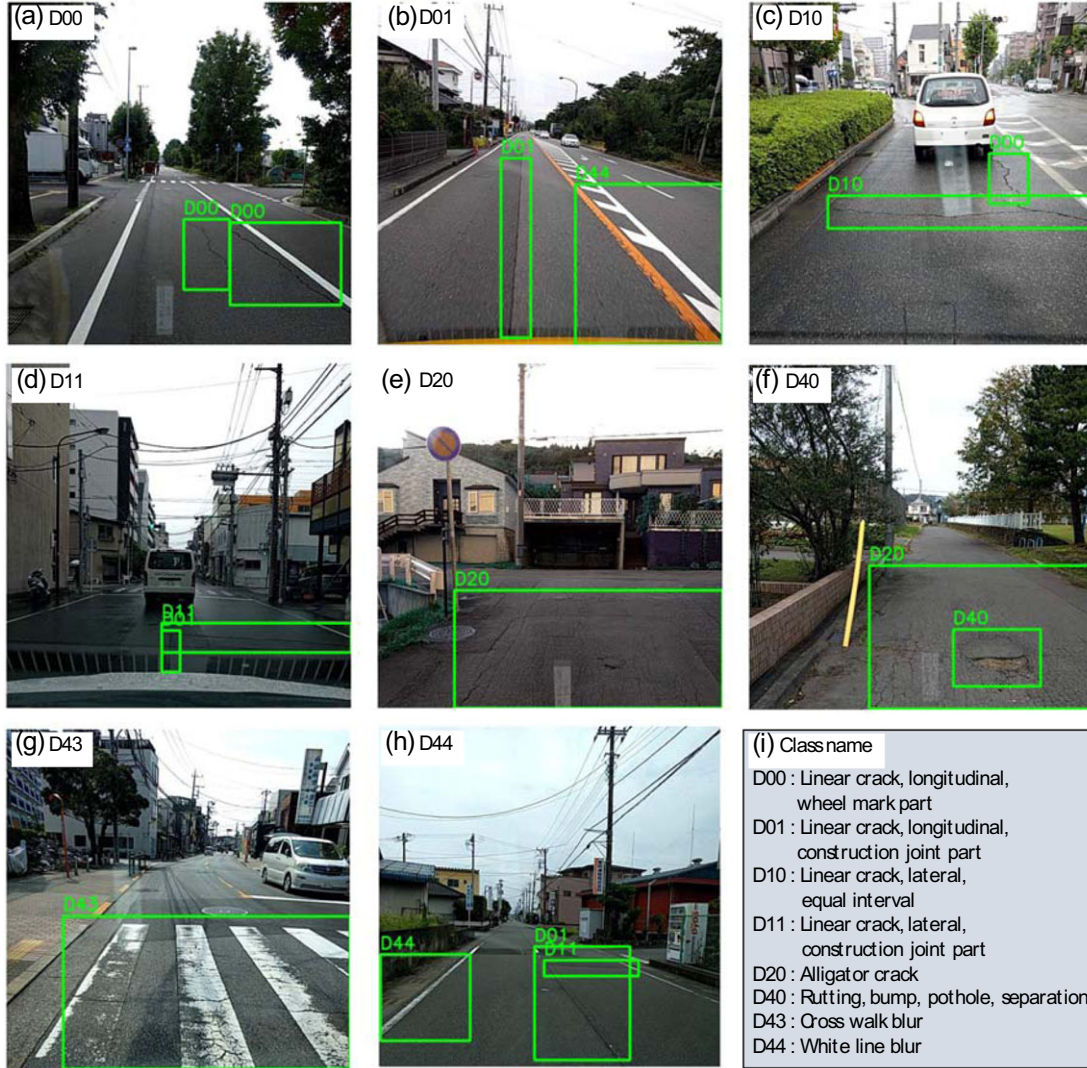 (a) D00
D00 D00
(b) D01
D01
D44
(c) D10
D00
D10
(d) D11
D11
D01
(e) D20
D20
(f) D40
D20
D40
(g) D43
D43
(h) D44
D44
D01
D11
(i) Class name
D00 : Linear crack, longitudinal,
wheel mark part
D01 : Linear crack, longitudinal,
construction joint part
D10 : Linear crack, lateral,
equal interval
D11 : Linear crack, lateral,
construction joint part
D20 : Alligator crack
D40 : Rutting, bump, pothole, separation
D43 : Cross walk blur
D44 : White line blur